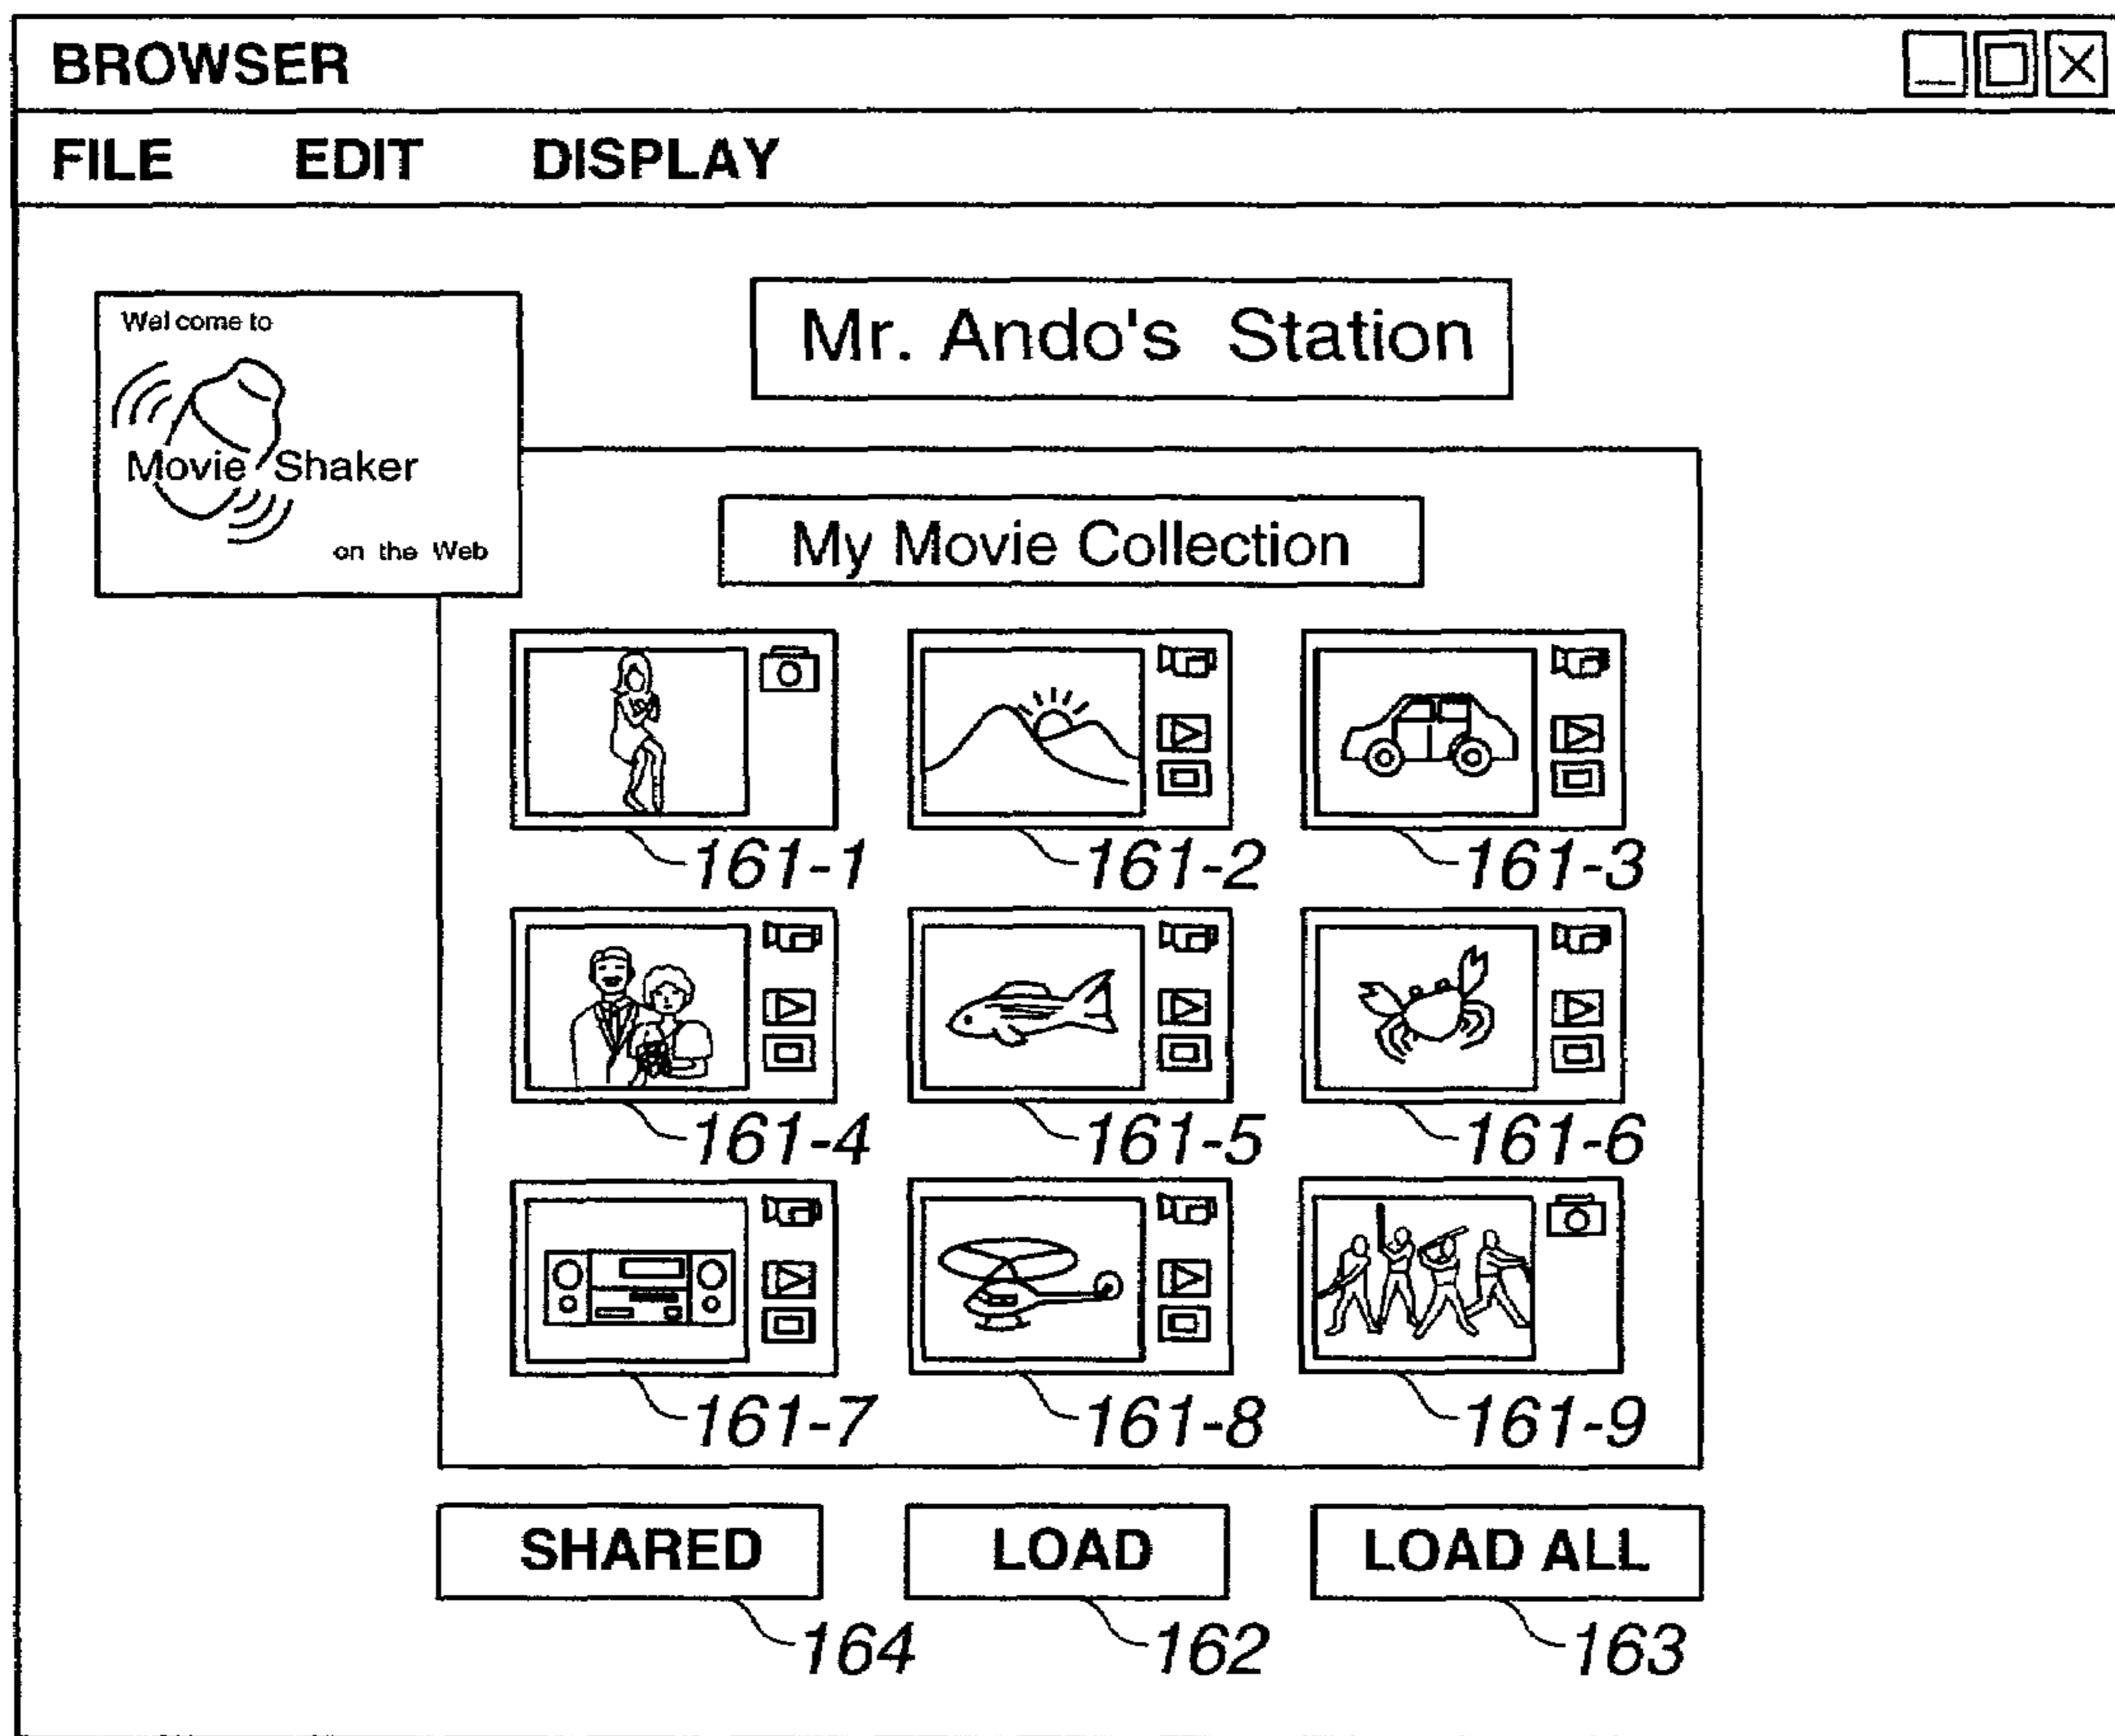 BROWSER
FILE EDIT DISPLAY
Welcome to
Movie Shaker
on the Web
Mr. Ando's Station
My Movie Collection
161-1 161-2 161-3
161-4 161-5 161-6
161-7 161-8 161-9
SHARED LOAD LOAD ALL
164 162 163